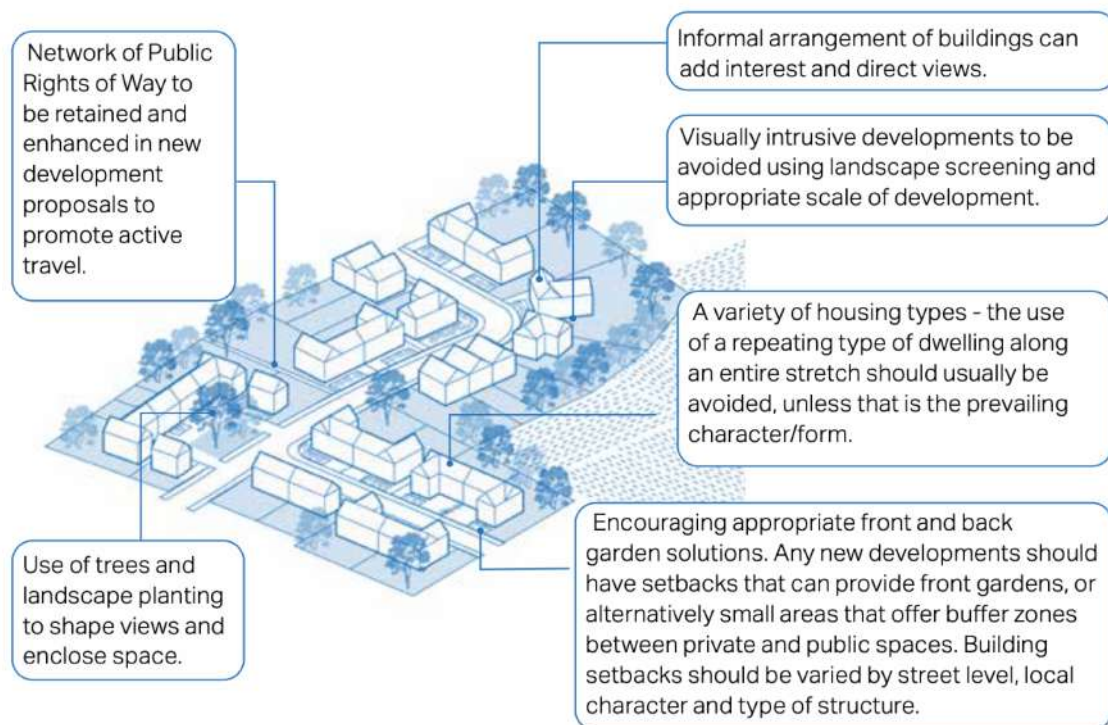 Network of Public
Rights of Way to
be retained and
enhanced in new
development
proposals to
promote active
travel.
Informal arrangement of buildings can
add interest and direct views.
Visually intrusive developments to be
avoided using landscape screening and
appropriate scale of development.
A variety of housing types - the use
of a repeating type of dwelling along
an entire stretch should usually be
avoided, unless that is the prevailing
character/form.
Use of trees and
landscape planting
to shape views and
enclose space.
Encouraging appropriate front and back
garden solutions. Any new developments should
have setbacks that can provide front gardens, or
alternatively small areas that offer buffer zones
between private and public spaces. Building
setbacks should be varied by street level, local
character and type of structure.